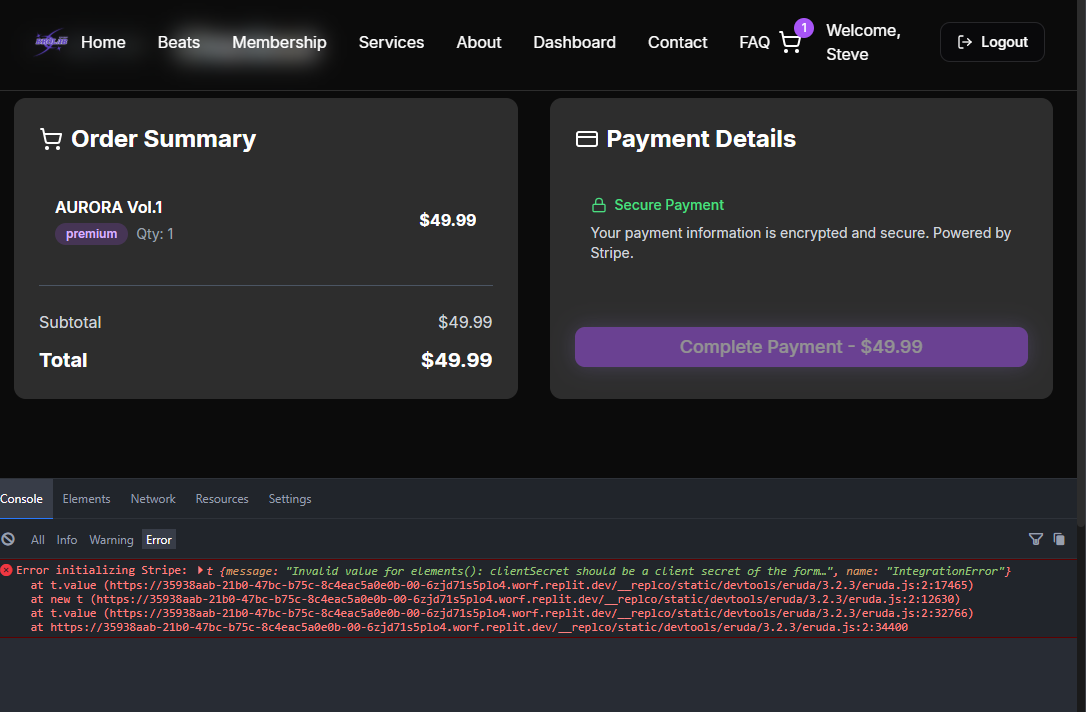 Home Beats Membership Services About Dashboard Contact FAQ 1 Welcome, Steve Logout
Order Summary
AURORA Vol.1
premium Qty: 1
$49.99
Subtotal $49.99
Total $49.99
Payment Details
Secure Payment
Your payment information is encrypted and secure. Powered by
Stripe.
Complete Payment - $49.99
Console Elements Network Resources Settings
All Info Warning Error
Error initializing Stripe: t {message: "Invalid value for elements(): clientSecret should be a client secret of the form…", name: "IntegrationError"}
at t.value (https://35938aab-21b0-47bc-b75c-8c4eac5a0e0b-00-6zjd71s5plo4.worf.replit.dev/__replco/static/devtools/eruda/3.2.3/eruda.js:2:17465)
at new t (https://35938aab-21b0-47bc-b75c-8c4eac5a0e0b-00-6zjd71s5plo4.worf.replit.dev/__replco/static/devtools/eruda/3.2.3/eruda.js:2:12630)
at t.value (https://35938aab-21b0-47bc-b75c-8c4eac5a0e0b-00-6zjd71s5plo4.worf.replit.dev/__replco/static/devtools/eruda/3.2.3/eruda.js:2:32766)
at https://35938aab-21b0-47bc-b75c-8c4eac5a0e0b-00-6zjd71s5plo4.worf.replit.dev/__replco/static/devtools/eruda/3.2.3/eruda.js:2:34400